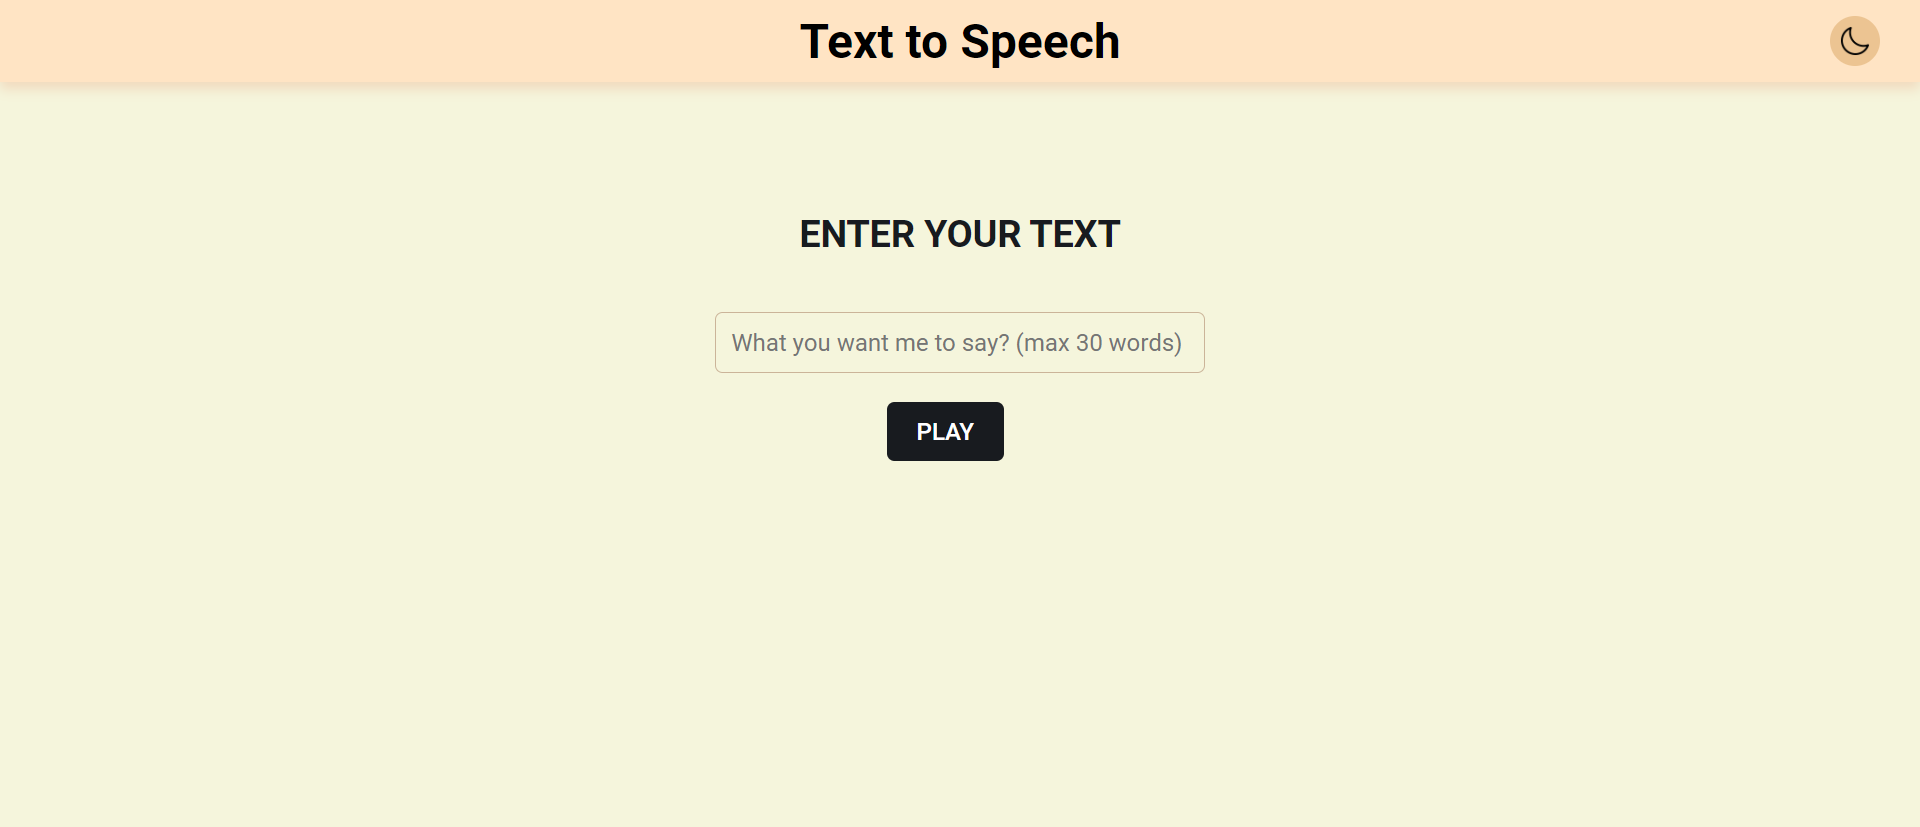 Text to Speech
ENTER YOUR TEXT
What you want me to say? (max 30 words)
PLAY